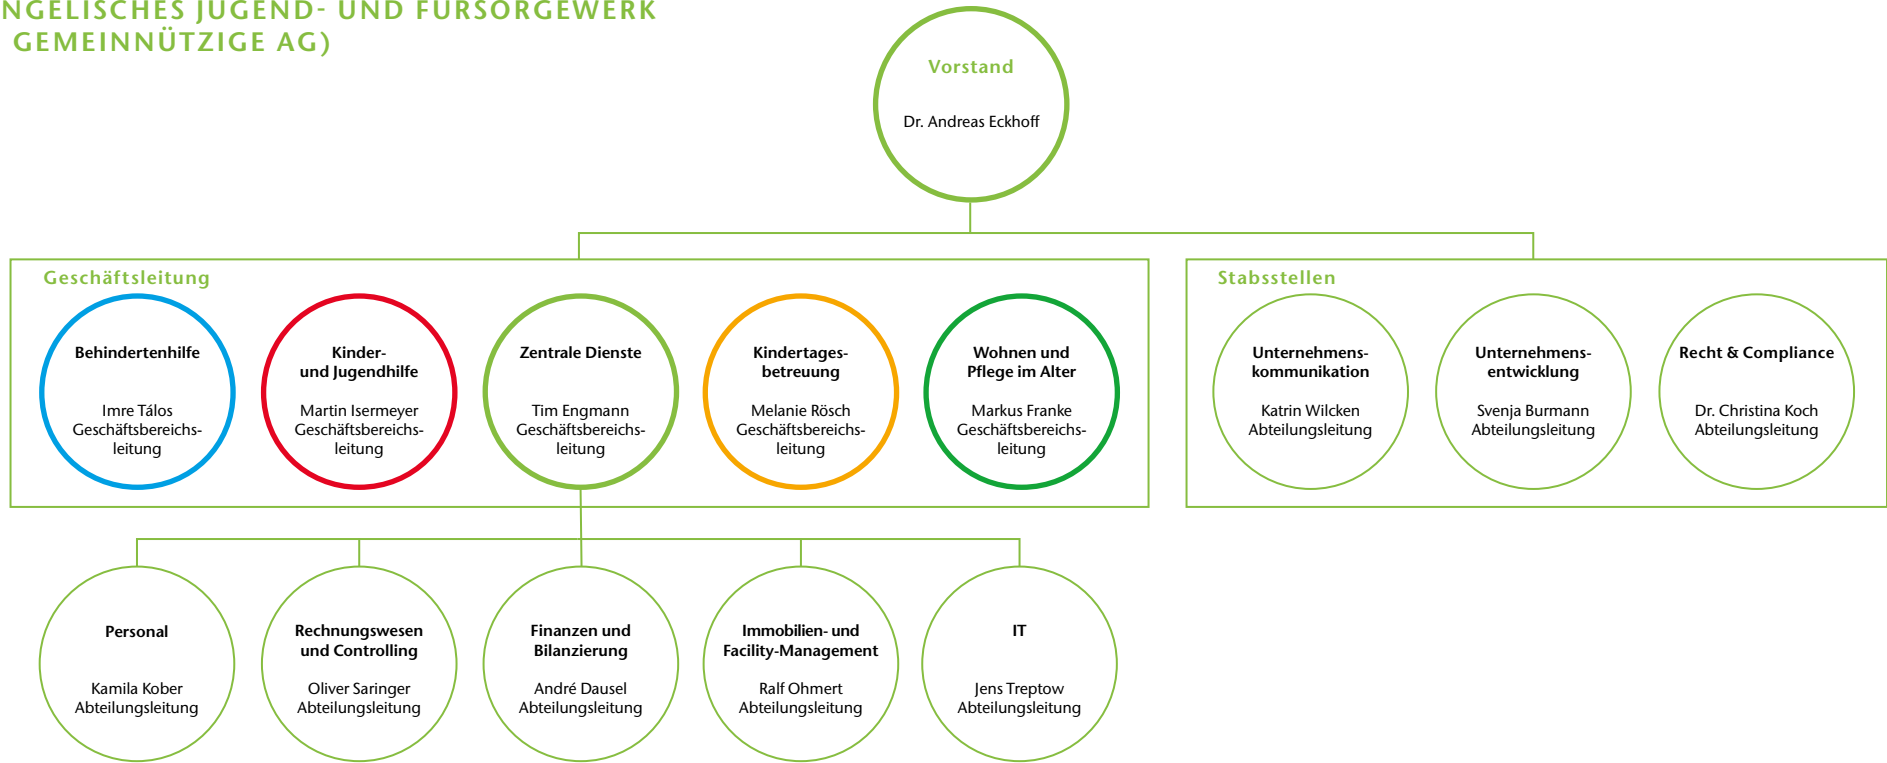 NGELISCHES JUGEND- UND FÜRSORGEWERK
GEMEINNÜTZIGE AG)
Vorstand
Dr. Andreas Eckhoff
Geschäftsleitung
Behindertenhilfe
Imre Tálos
Geschäftsbereichs-
leitung
Kinder-
und Jugendhilfe
Martin Isermeyer
Geschäftsbereichs-
leitung
Zentrale Dienste
Tim Engmann
Geschäftsbereichs-
leitung
Kindertages-
betreuung
Melanie Rösch
Geschäftsbereichs-
leitung
Wohnen und
Pflege im Alter
Markus Franke
Geschäftsbereichs-
leitung
Stabsstellen
Unternehmens-
kommunikation
Katrin Wilcken
Abteilungsleitung
Unternehmens-
entwicklung
Svenja Burmann
Abteilungsleitung
Recht & Compliance
Dr. Christina Koch
Abteilungsleitung
Personal
Kamila Kober
Abteilungsleitung
Rechnungswesen
und Controlling
Oliver Saringer
Abteilungsleitung
Finanzen und
Bilanzierung
André Dausel
Abteilungsleitung
Immobilien- und
Facility-Management
Ralf Ohmert
Abteilungsleitung
IT
Jens Treptow
Abteilungsleitung